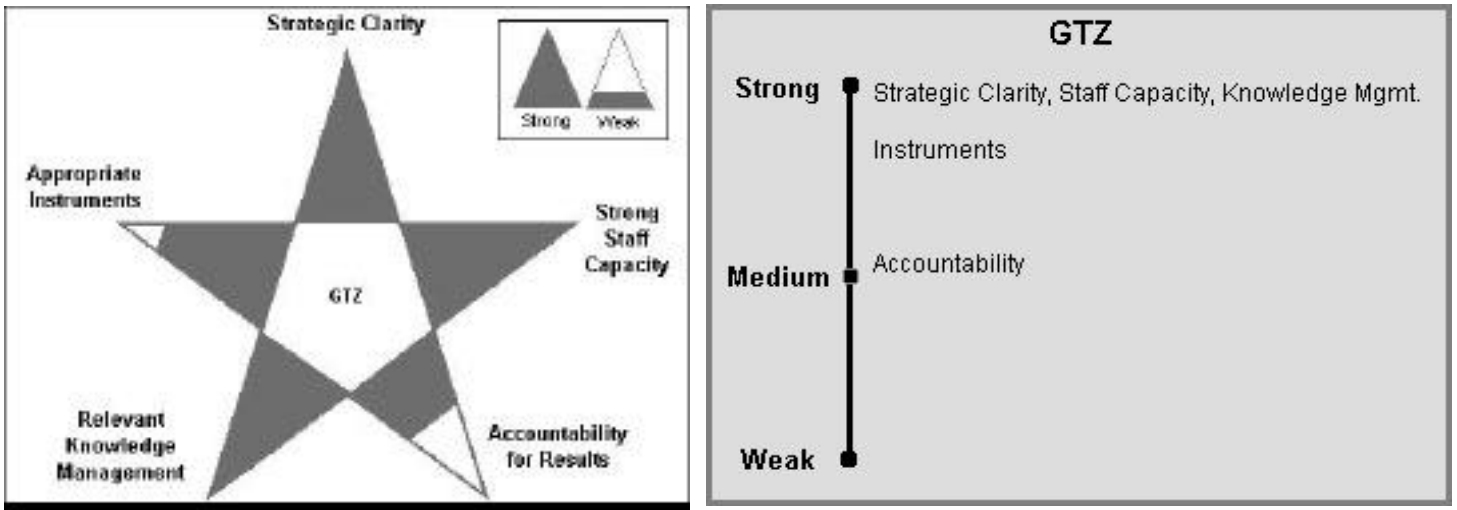 Strategic Clarity
Strong
Weak
Appropriate
Instruments
Strong
Staff
Capacity
GTZ
Relevant
Knowledge
Management
Accountability
for Results
GTZ
Strong
Strategic Clarity, Staff Capacity, Knowledge Mgmt.
Instruments
Medium
Accountability
Weak